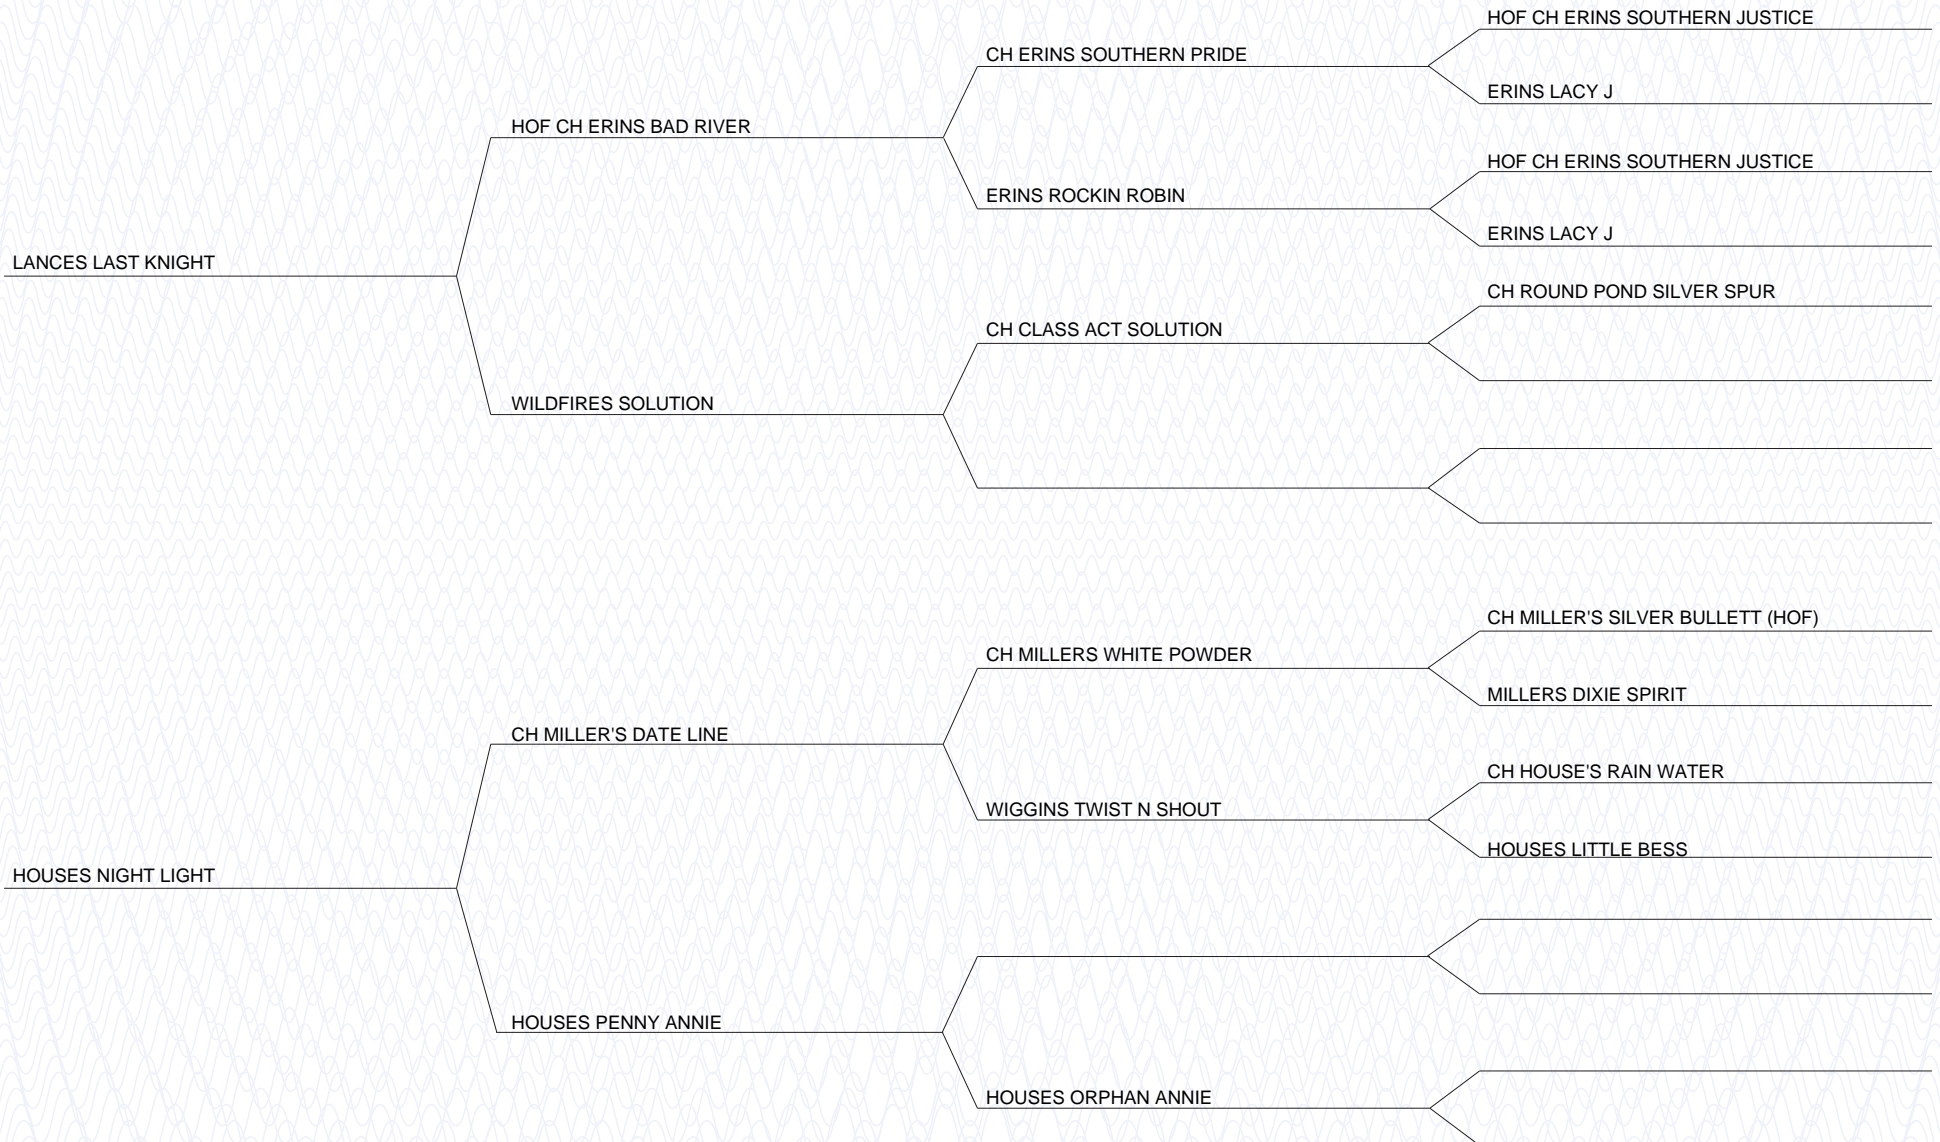 HOF CH ERINS SOUTHERN JUSTICE
CH ERINS SOUTHERN PRIDE
ERINS LACY J
HOF CH ERINS BAD RIVER
HOF CH ERINS SOUTHERN JUSTICE
ERINS ROCKIN ROBIN
ERINS LACY J
LANCES LAST KNIGHT
CH ROUND POND SILVER SPUR
CH CLASS ACT SOLUTION
WILDFIRES SOLUTION
CH MILLER'S SILVER BULLETT (HOF)
CH MILLERS WHITE POWDER
MILLERS DIXIE SPIRIT
CH MILLER'S DATE LINE
CH HOUSE'S RAIN WATER
WIGGINS TWIST N SHOUT
HOUSES LITTLE BESS
HOUSES NIGHT LIGHT
HOUSES PENNY ANNIE
HOUSES ORPHAN ANNIE